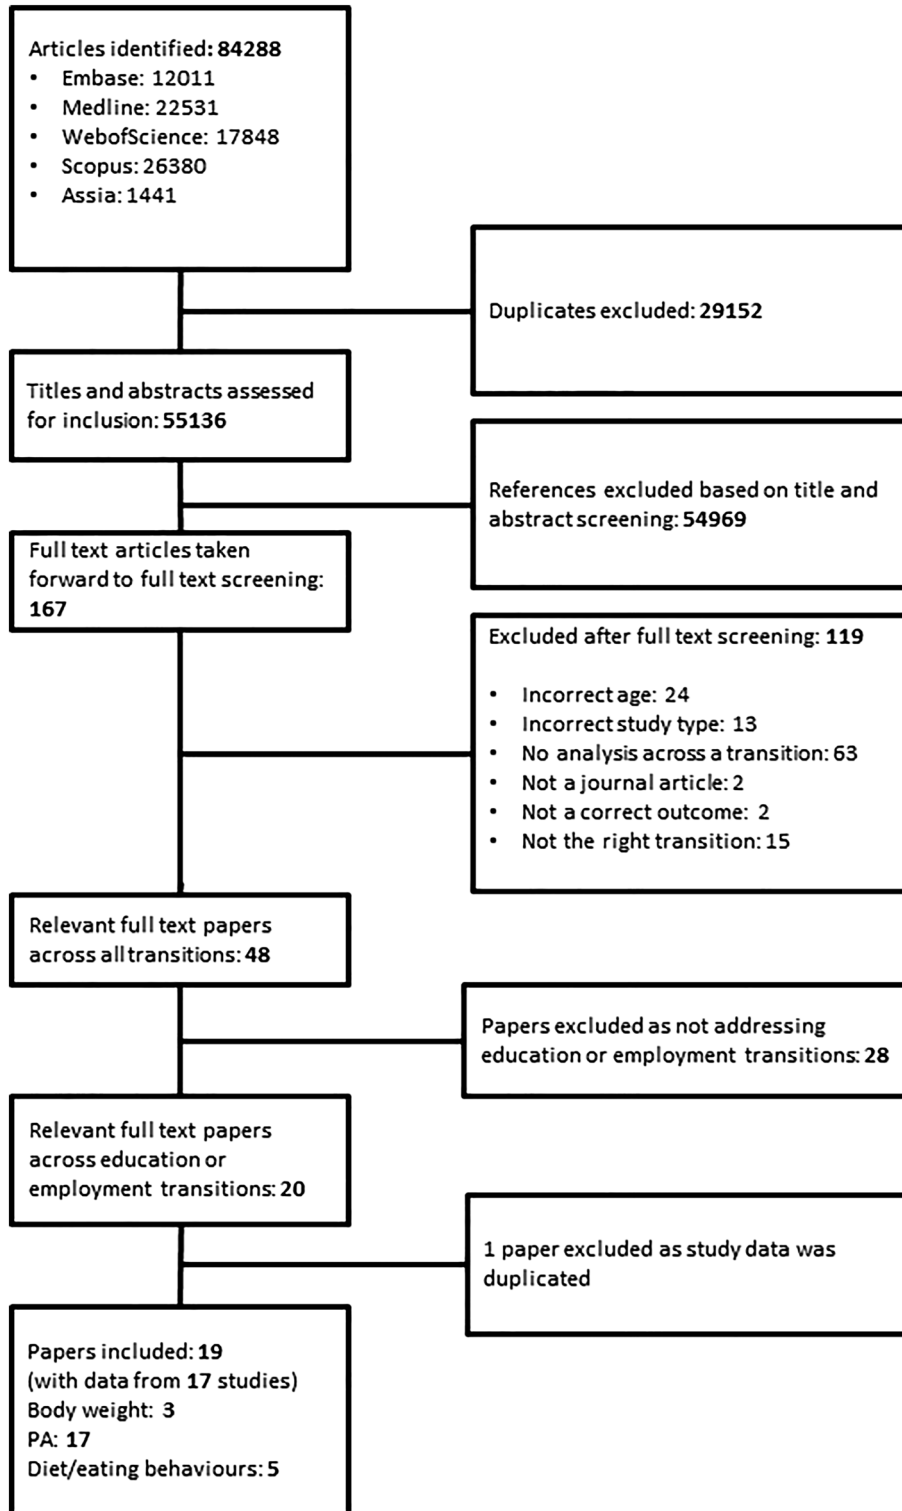 Articles identified: 84288
• Embase: 12011
• Medline: 22531
• WebofScience: 17848
• Scopus: 26380
• Assia: 1441
Duplicates excluded: 29152
Titles and abstracts assessed
for inclusion: 55136
References excluded based on title and
abstract screening: 54969
Full text articles taken
forward to full text screening:
167
Excluded after full text screening: 119
• Incorrect age: 24
• Incorrect study type: 13
• No analysis across a transition: 63
• Not a journal article: 2
• Not a correct outcome: 2
• Not the right transition: 15
Relevant full text papers
across all transitions: 48
Papers excluded as not addressing
education or employment transitions: 28
Relevant full text papers
across education or
employment transitions: 20
1 paper excluded as study data was
duplicated
Papers included: 19
(with data from 17 studies)
Body weight: 3
PA: 17
Diet/eating behaviours: 5